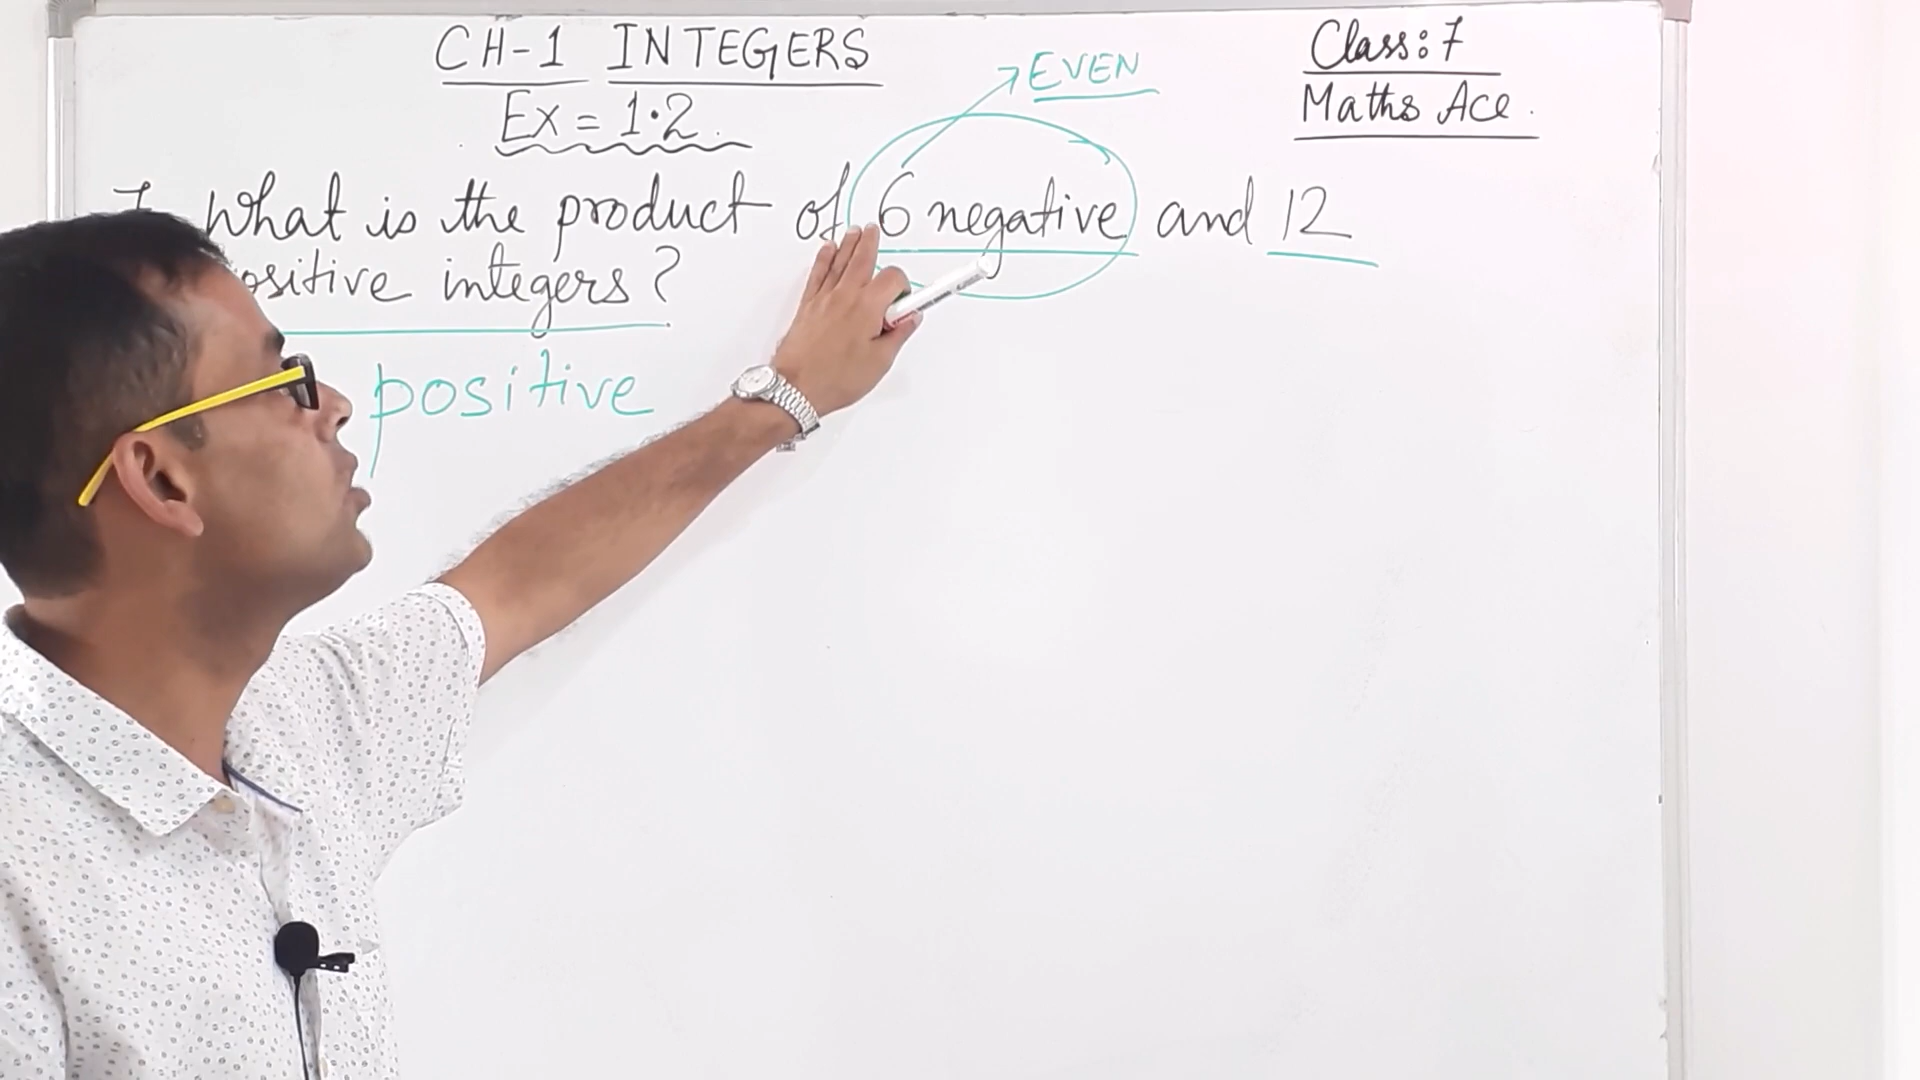 CH-1 INTEGERS
Ex = 1.2.
EVEN
Class: 7
Maths Ace.
What is the product of 6 negative and 12
ositive integers?
positive